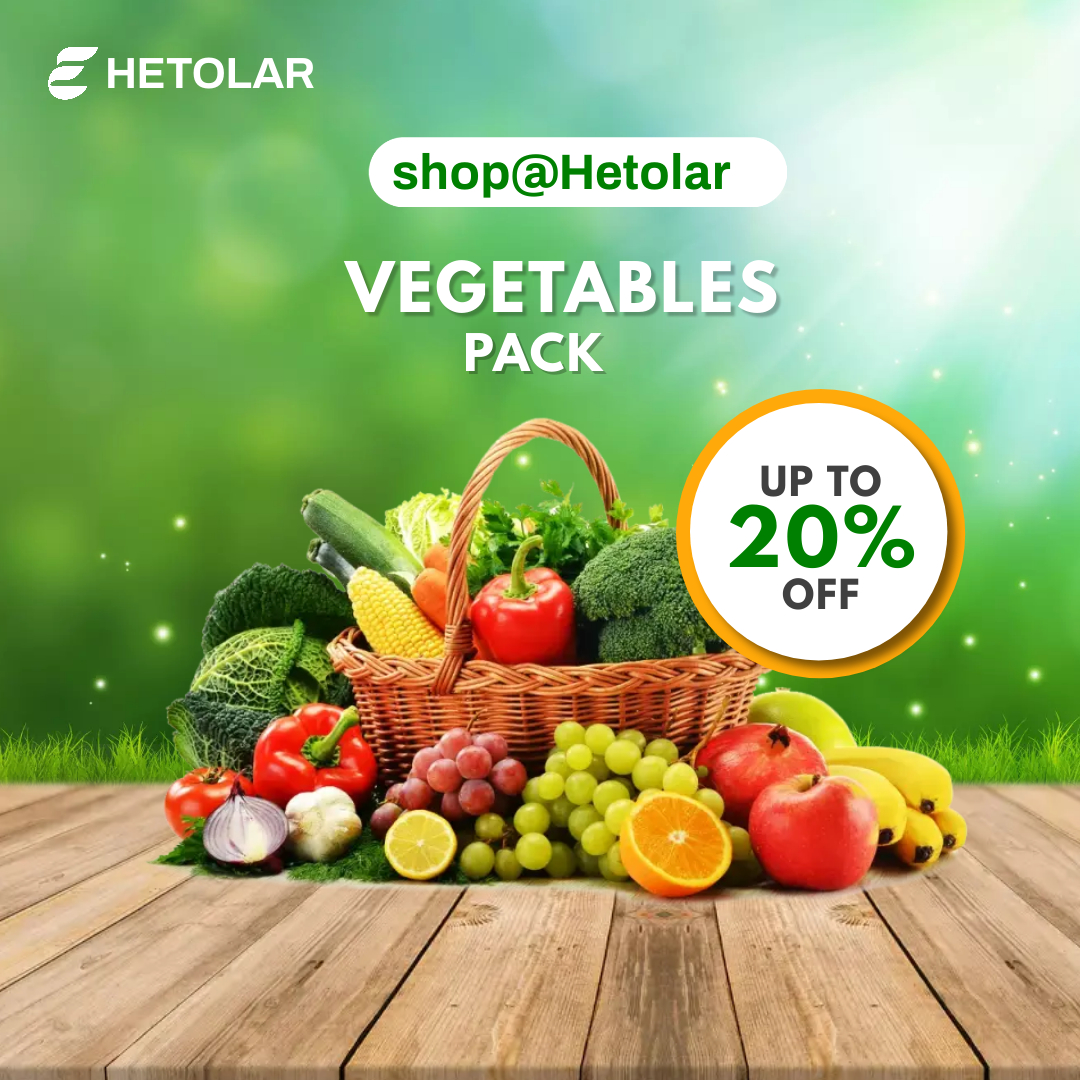 HETOLAR
shop@Hetolar
VEGETABLES
PACK
UP TO
20%
OFF